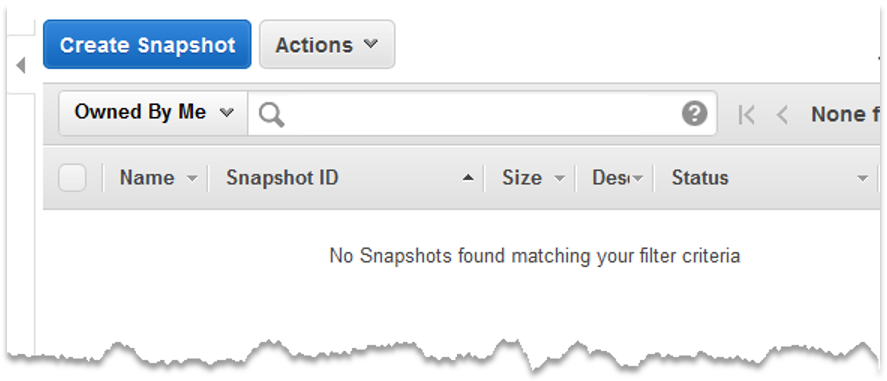 Create Snapshot Actions
Owned By Me None f
Name Snapshot ID Size Desc Status
No Snapshots found matching your filter criteria